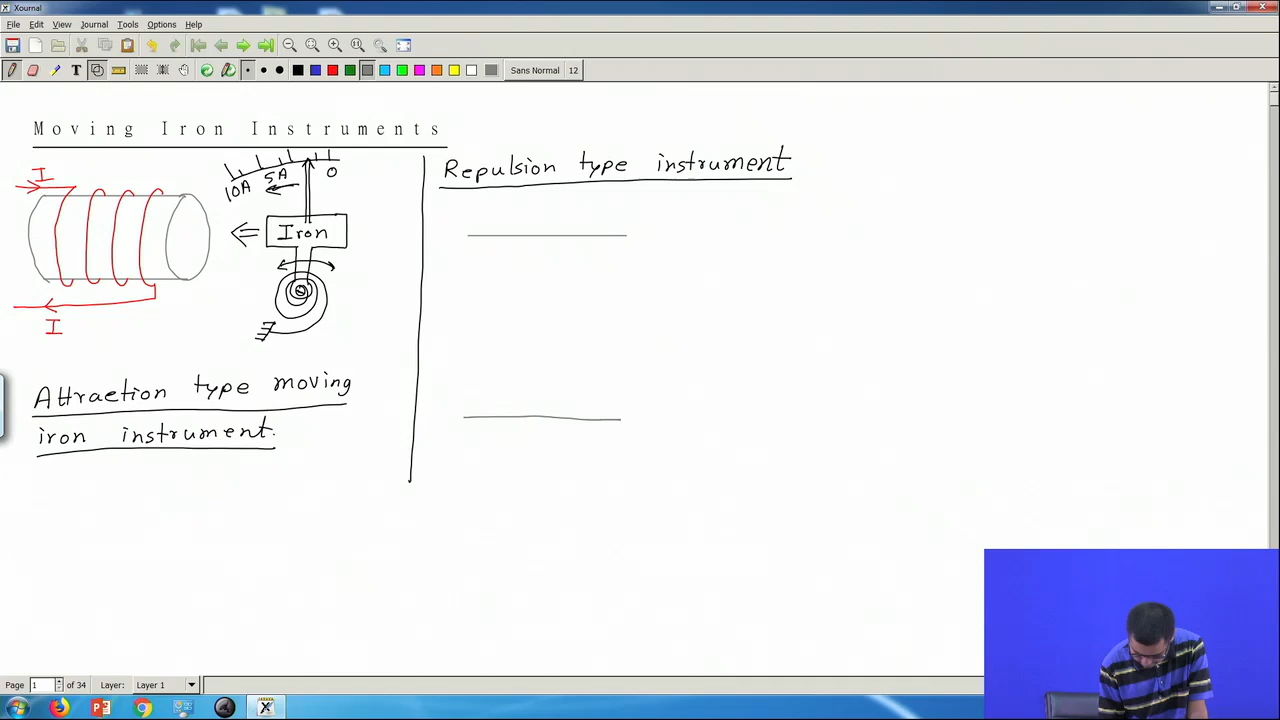 Xournal
File Edit View Journal Tools Options Help
Sans Normal 12
Moving Iron Instruments
I
10A 5A 0
Iron
I
Attraction type moving
iron instrument.
Repulsion type instrument
Page 1 of 34 Layer: Layer 1